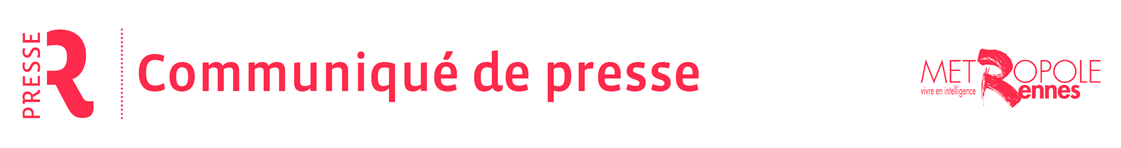 PRESSE
R
Communiqué de presse
METROPOLE
vivre en intelligence
Rennes